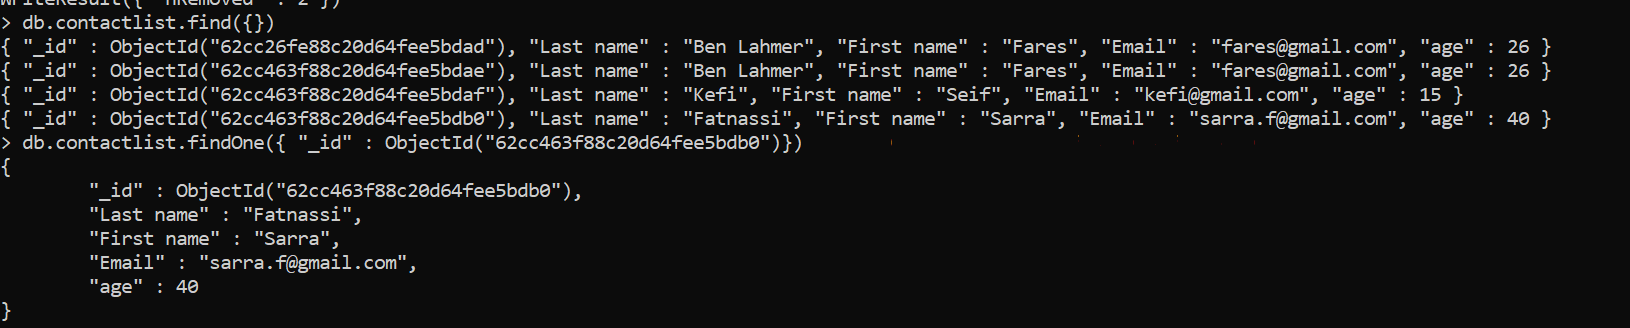 WriteResult({ "nRemoved" : 2 })
> db.contactlist.find({})
{ "_id" : ObjectId("62cc26fe88c20d64fee5bdad"), "Last name" : "Ben Lahmer", "First name" : "Fares", "Email" : "fares@gmail.com", "age" : 26 }
{ "_id" : ObjectId("62cc463f88c20d64fee5bdae"), "Last name" : "Ben Lahmer", "First name" : "Fares", "Email" : "fares@gmail.com", "age" : 26 }
{ "_id" : ObjectId("62cc463f88c20d64fee5bdaf"), "Last name" : "Kefi", "First name" : "Seif", "Email" : "kefi@gmail.com", "age" : 15 }
{ "_id" : ObjectId("62cc463f88c20d64fee5bdb0"), "Last name" : "Fatnassi", "First name" : "Sarra", "Email" : "sarra.f@gmail.com", "age" : 40 }
> db.contactlist.findOne({ "_id" : ObjectId("62cc463f88c20d64fee5bdb0")})
{
        "_id" : ObjectId("62cc463f88c20d64fee5bdb0"),
        "Last name" : "Fatnassi",
        "First name" : "Sarra",
        "Email" : "sarra.f@gmail.com",
        "age" : 40
}